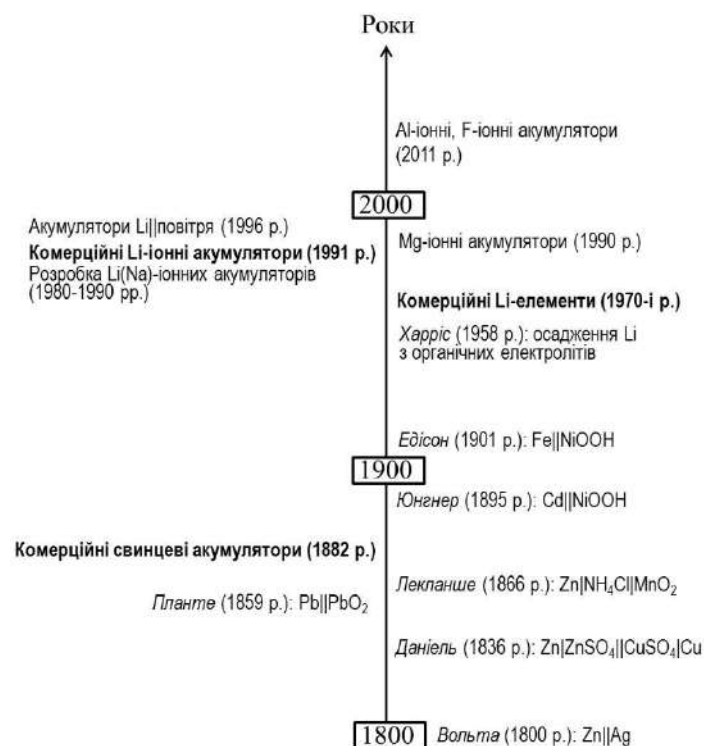 Роки
Al-іонні, F-іонні акумулятори
(2011 р.)
2000
Акумулятори Li||повітря (1996 р.)
Комерційні Li-іонні акумулятори (1991 р.)
Розробка Li(Na)-іонних акумуляторів
(1980-1990 рр.)
Mg-іонні акумулятори (1990 р.)
Комерційні Li-елементи (1970-і р.)
Харріс (1958 р.): осадження Li
з органічних електролітів
Едісон (1901 р.): Fe||NiOOH
1900
Юнгнер (1895 р.): Cd||NiOOH
Комерційні свинцеві акумулятори (1882 р.)
Лекланше (1866 р.): Zn|NH₄Cl|MnO₂
Планте (1859 р.): Pb||PbO₂
Даніель (1836 р.): Zn|ZnSO₄||CuSO₄|Cu
1800
Вольта (1800 р.): Zn||Ag